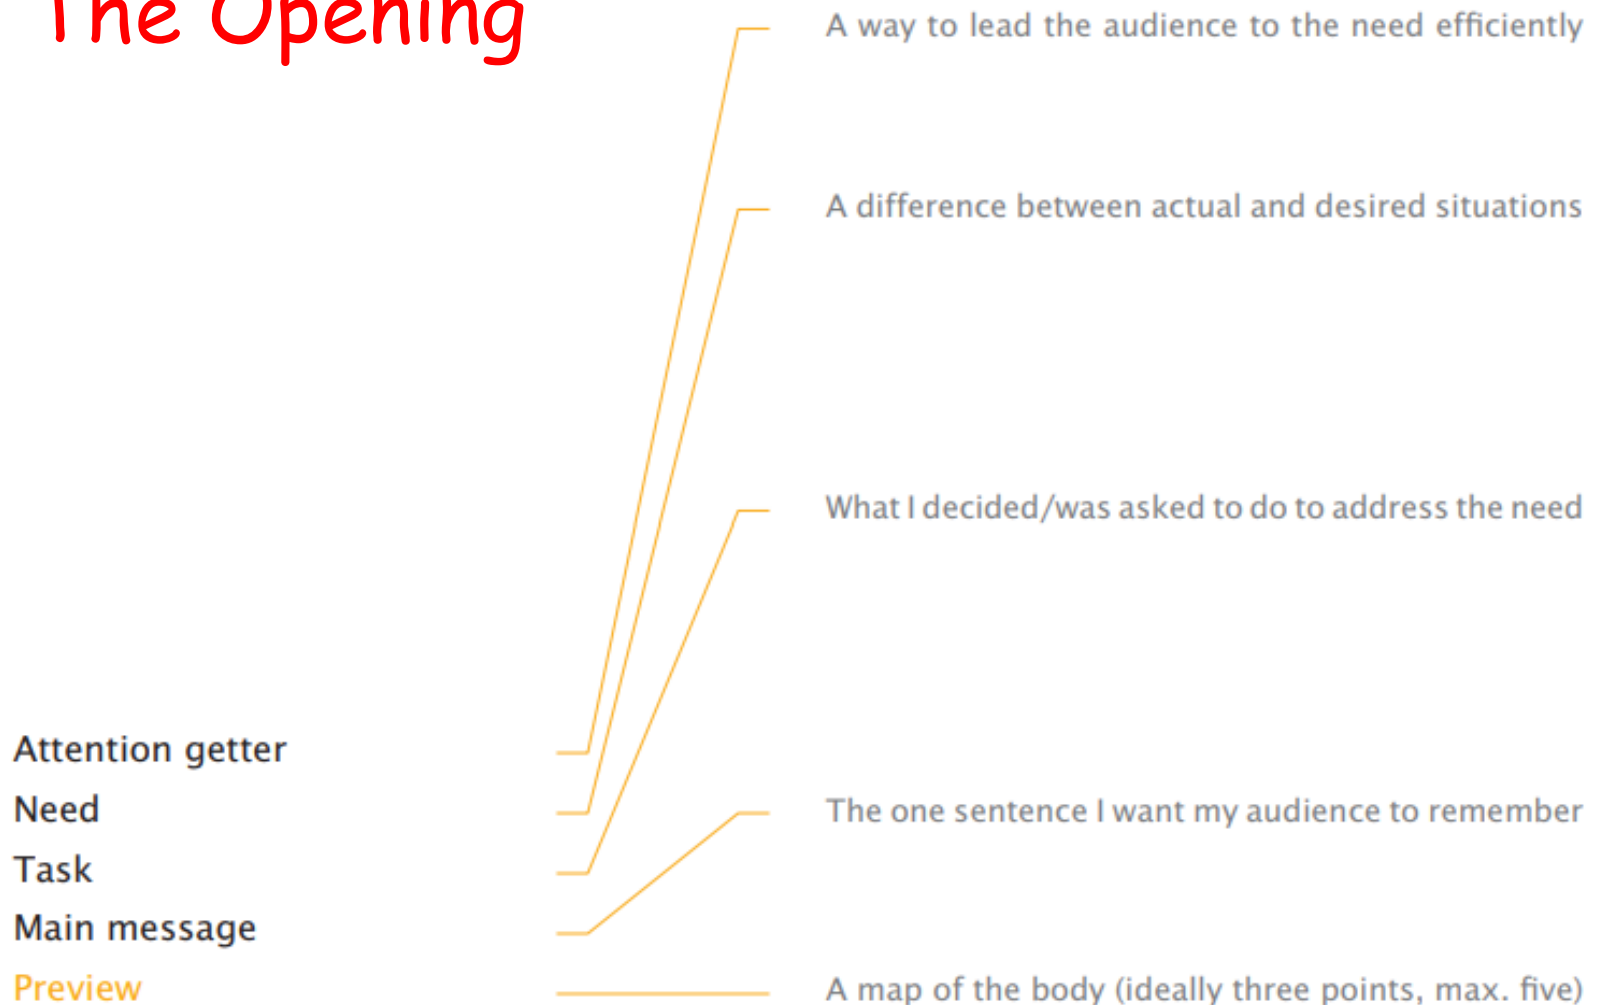 The Opening
A way to lead the audience to the need efficiently
A difference between actual and desired situations
What I decided/was asked to do to address the need
Attention getter
Need
The one sentence I want my audience to remember
Task
Main message
Preview
A map of the body (ideally three points, max. five)